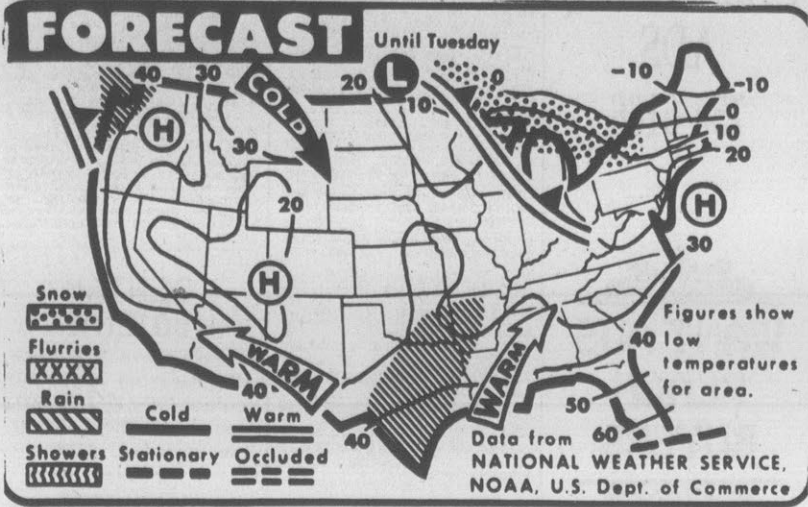 FORECAST
Until Tuesday
40
30
COLD
20
L
10
0
-10
-10
0
10
20
H
30
H
20
H
30
Snow
Flurries
Rain
Showers
Cold
Warm
Stationary
Occluded
WARM
40
40
WARM
Figures show
low
temperatures
for area.
40
50
60
Data from
NATIONAL WEATHER SERVICE,
NOAA, U.S. Dept. of Commerce